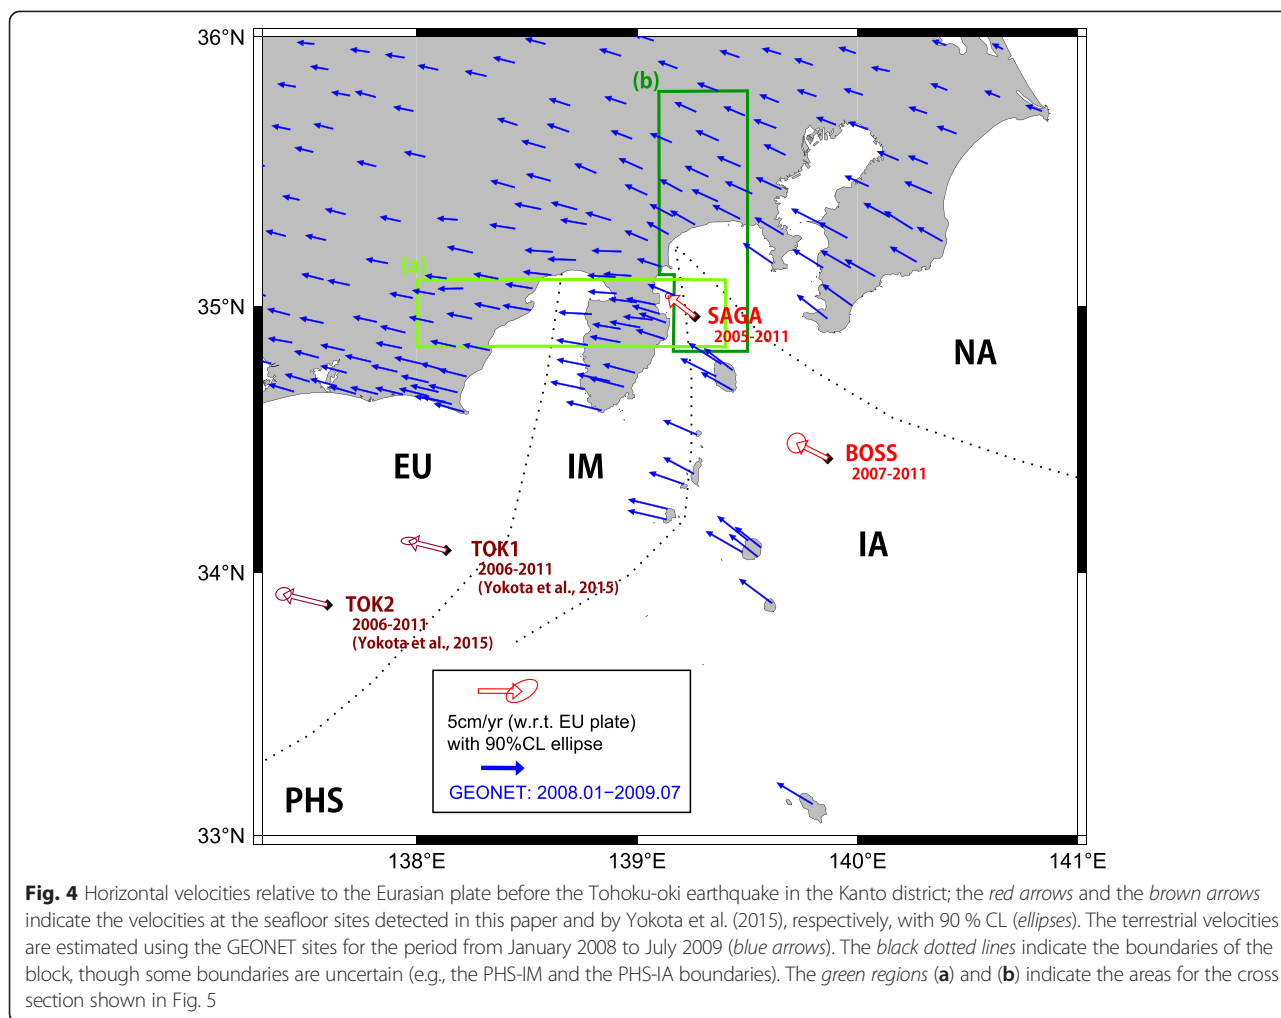 36°N
(b)
(a)
35°N
SAGA
2005-2011
NA
BOSS
2007-2011
EU
IM
IA
TOK1
2006-2011
(Yokota et al., 2015)
34°N
TOK2
2006-2011
(Yokota et al., 2015)
5cm/yr (w.r.t. EU plate)
with 90%CL ellipse
GEONET: 2008.01−2009.07
PHS
33°N
138°E
139°E
140°E
141°E
Fig. 4 Horizontal velocities relative to the Eurasian plate before the Tohoku-oki earthquake in the Kanto district; the red arrows and the brown arrows
indicate the velocities at the seafloor sites detected in this paper and by Yokota et al. (2015), respectively, with 90 % CL (ellipses). The terrestrial velocities
are estimated using the GEONET sites for the period from January 2008 to July 2009 (blue arrows). The black dotted lines indicate the boundaries of the
block, though some boundaries are uncertain (e.g., the PHS-IM and the PHS-IA boundaries). The green regions (a) and (b) indicate the areas for the cross
section shown in Fig. 5